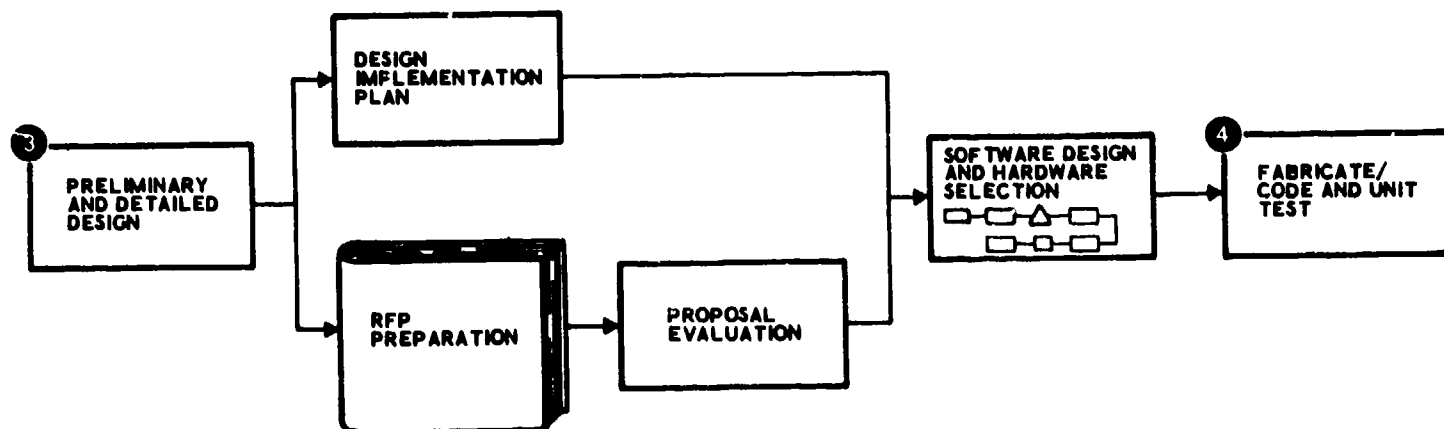 3
PRELIMINARY
AND DETAILED
DESIGN
DESIGN
IMPLEMENTATION
PLAN
RFP
PREPARATION
PROPOSAL
EVALUATION
SOFTWARE DESIGN
AND HARDWARE
SELECTION
4
FABRICATE/
CODE AND UNIT
TEST